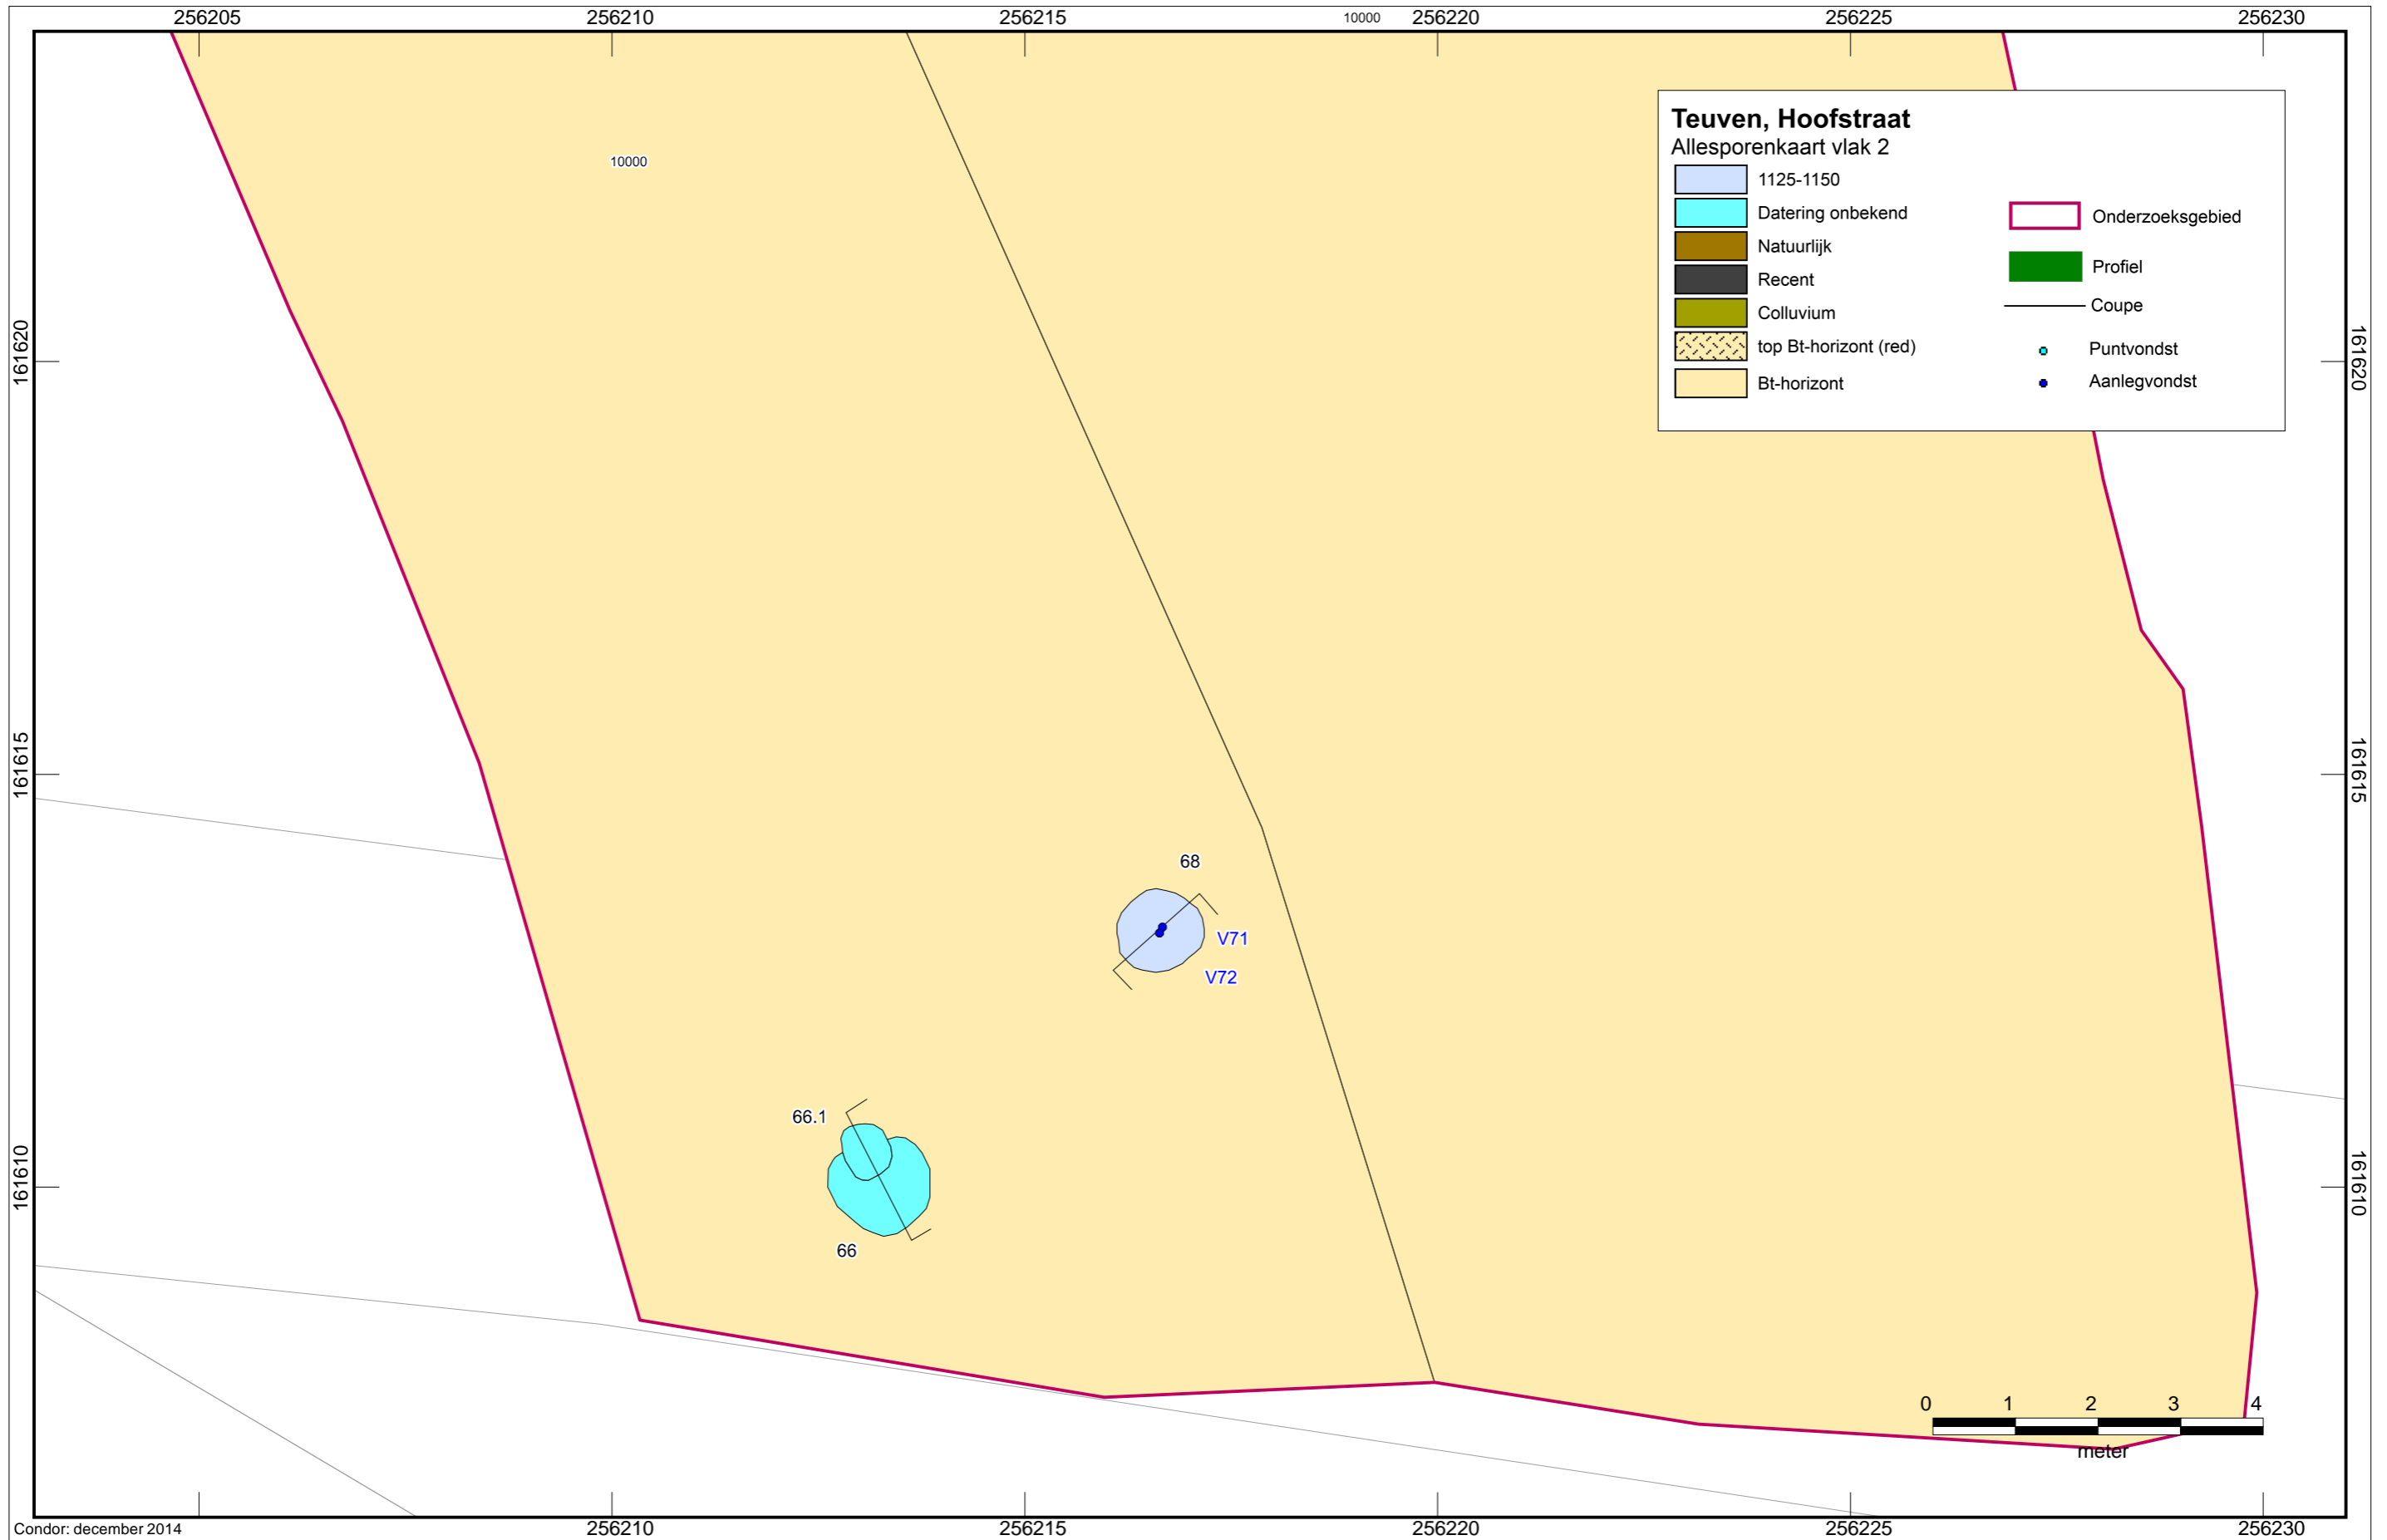 256205 256210 256215 10000 256220 256225 256230
Teuven, Hoofstraat
Allesporenkaart vlak 2
1125-1150
Datering onbekend
Natuurlijk
Recent
Colluvium
top Bt-horizont (red)
Bt-horizont
Onderzoeksgebied
Profiel
Coupe
Puntvondst
Aanlegvondst
10000
161620 161620
161615 161615
68
V71
V72
66.1
161610 161610
66
0 1 2 3 4
meter
Condor: december 2014
256210 256215 256220 256225 256230